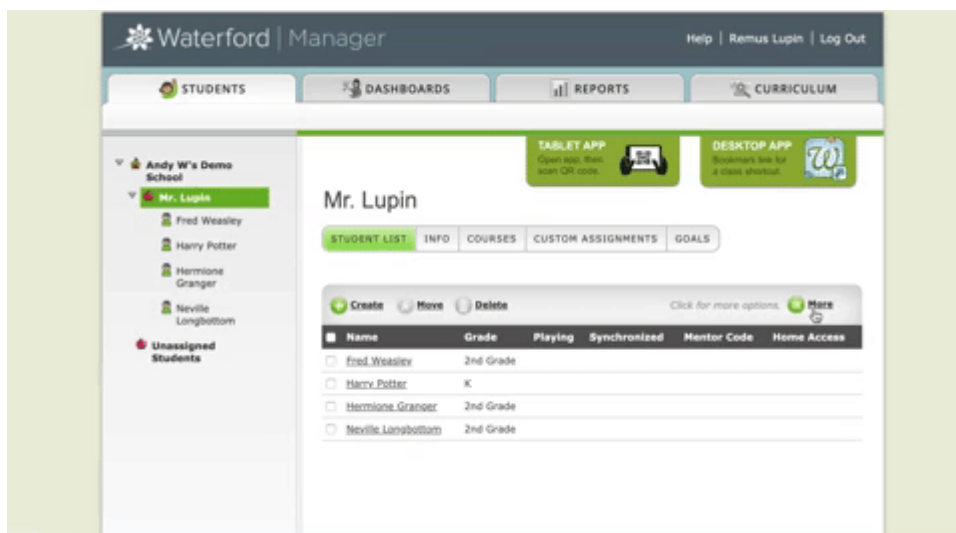 Waterford | Manager
Help | Remus Lupin | Log Out
STUDENTS
DASHBOARDS
REPORTS
CURRICULUM
Andy W's Demo
School
Mr. Lupin
Fred Weasley
Harry Potter
Hermione
Granger
Neville
Longbottom
Unassigned
Students
TABLET APP
Open app, then
scan QR code.
DESKTOP APP
Bookmark link for
a class shortcut.
Mr. Lupin
STUDENT LIST
INFO
COURSES
CUSTOM ASSIGNMENTS
GOALS
Create
Move
Delete
Click for more options.
More
Name Grade Playing Synchronized Mentor Code Home Access
Fred Weasley 2nd Grade
Harry Potter K
Hermione Granger 2nd Grade
Neville Longbottom 2nd Grade